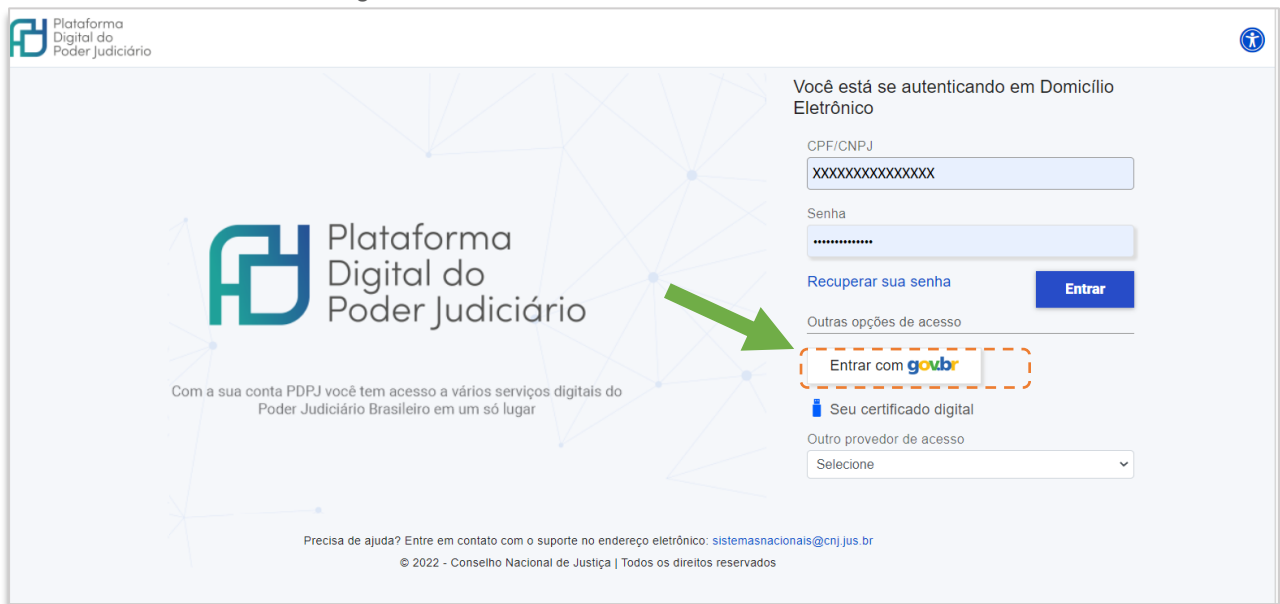 Plataforma
Digital do
Poder Judiciário
Você está se autenticando em Domicílio
Eletrônico
CPF/CNPJ
XXXXXXXXXXXXXXX
Senha
••••••••••••••
Recuperar sua senha
Entrar
Outras opções de acesso
Entrar com gov.br
Seu certificado digital
Outro provedor de acesso
Selecione
Plataforma
Digital do
Poder Judiciário
Com a sua conta PDPJ você tem acesso a vários serviços digitais do
Poder Judiciário Brasileiro em um só lugar
Precisa de ajuda? Entre em contato com o suporte no endereço eletrônico: sistemasnacionais@cnj.jus.br
© 2022 - Conselho Nacional de Justiça | Todos os direitos reservados